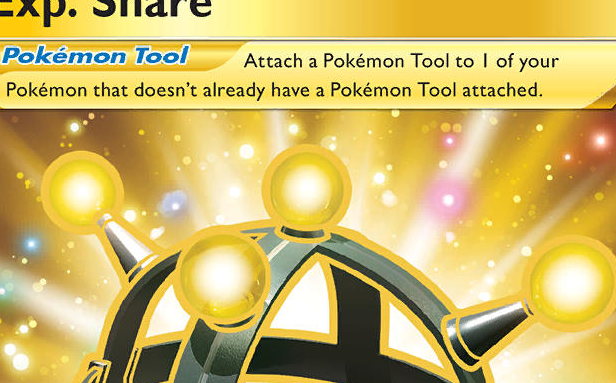 Exp. Share
Pokémon Tool Attach a Pokémon Tool to 1 of your
Pokémon that doesn't already have a Pokémon Tool attached.